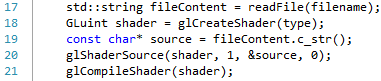 17 std::string fileContent = readFile(filename);
18 GLuint shader = glCreateShader(type);
19 const char* source = fileContent.c_str();
20 glShaderSource(shader, 1, &source, 0);
21 glCompileShader(shader);